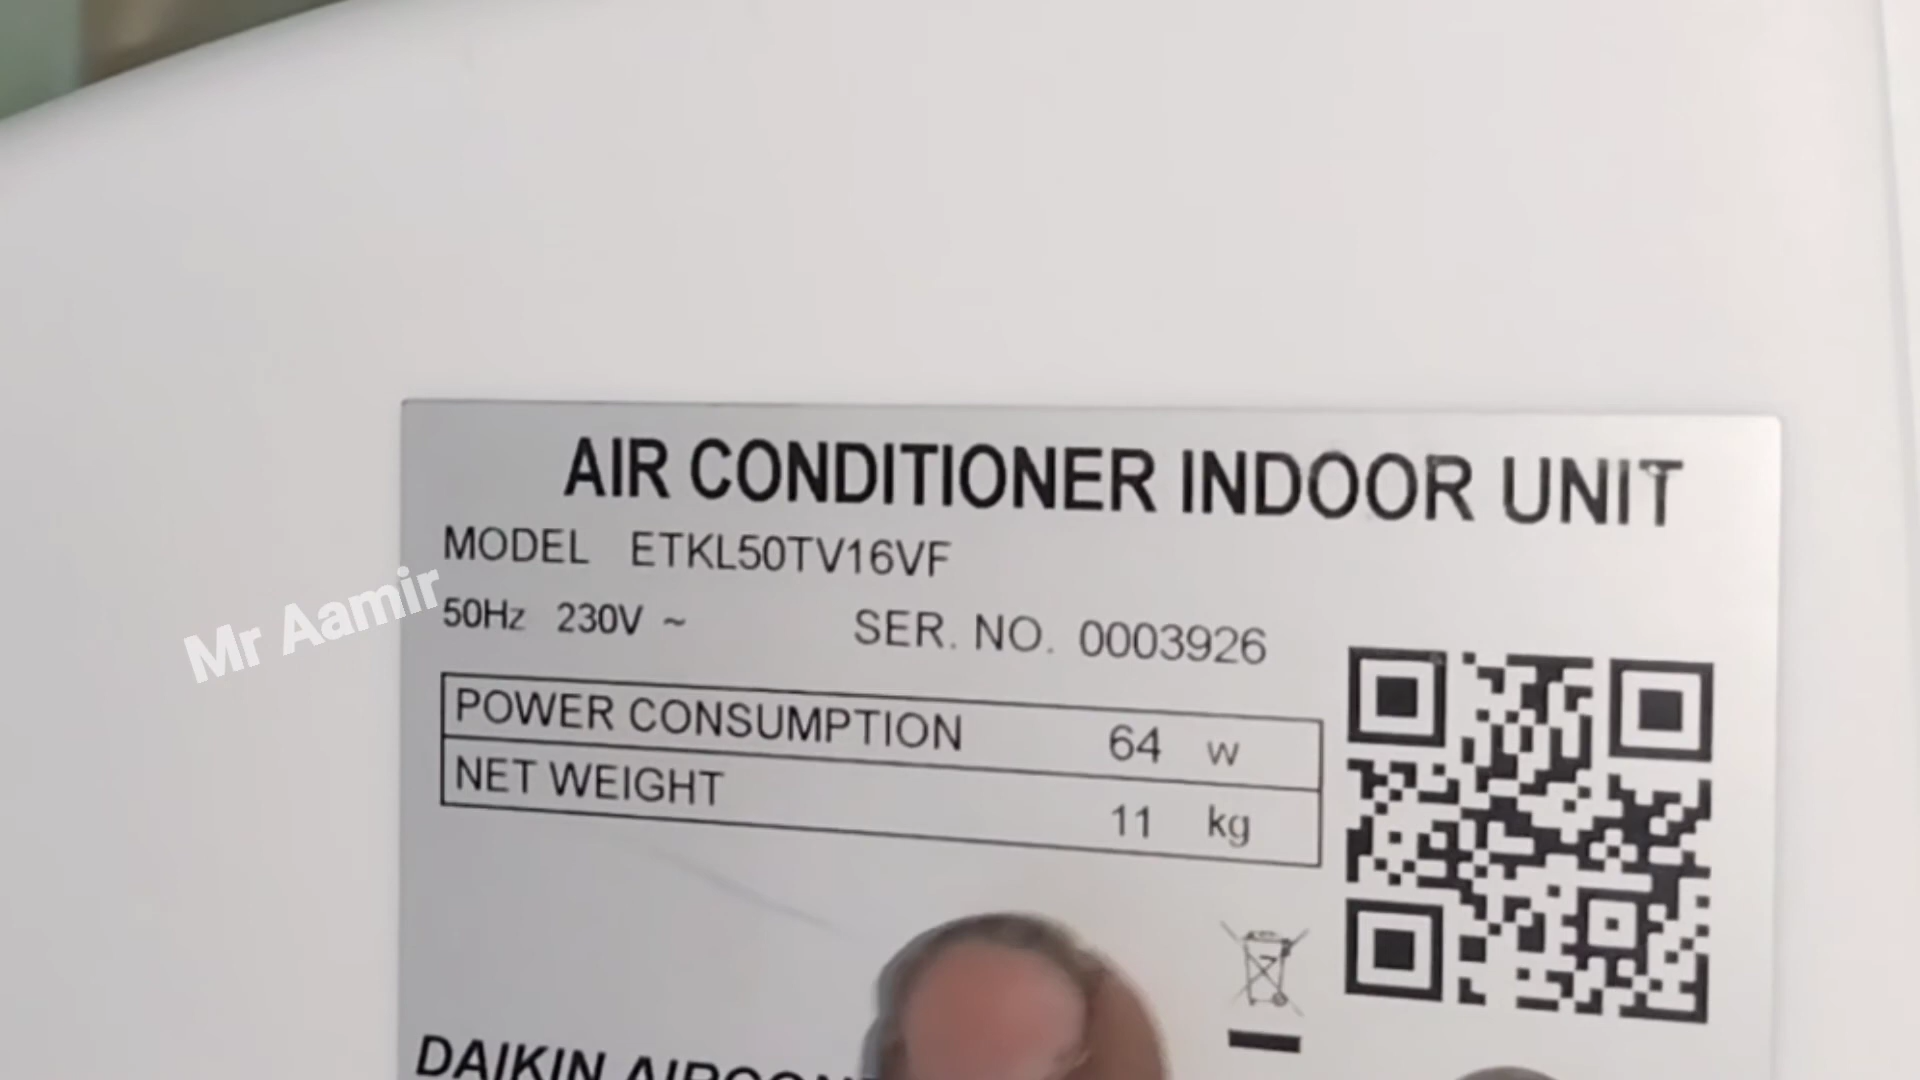 AIR CONDITIONER INDOOR UNIT
MODEL ETKL50TV16VF
50Hz 230V ~ SER. NO. 0003926
POWER CONSUMPTION 64 W
NET WEIGHT 11 kg
Mr Aamir
DAIKIN